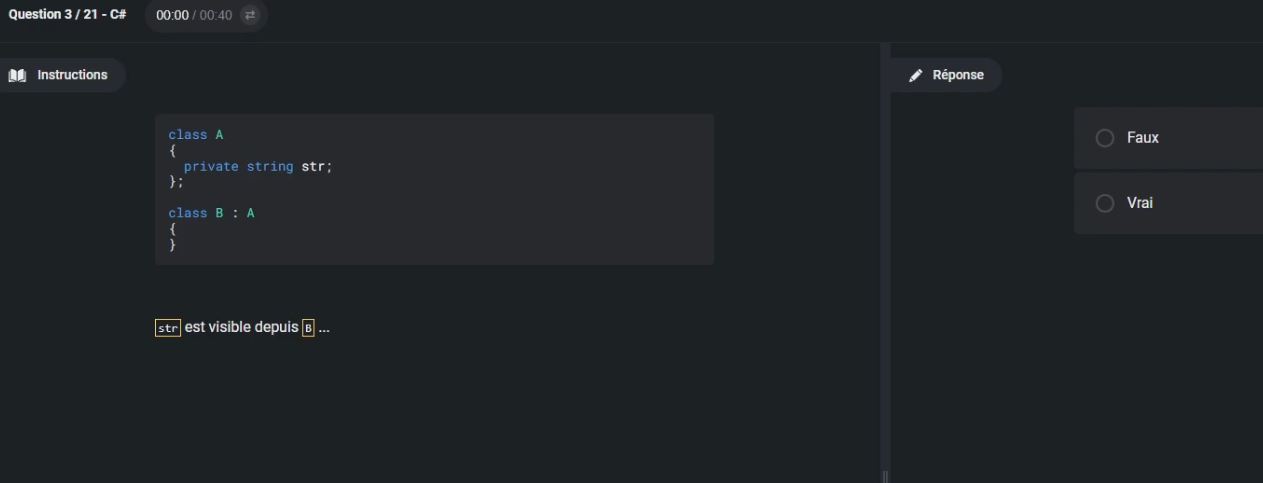 Question 3 / 21 - C#
00:00 / 00:40
Instructions
class A
{
  private string str;
};
class B : A
{
}
str est visible depuis B ...
Réponse
Faux
Vrai